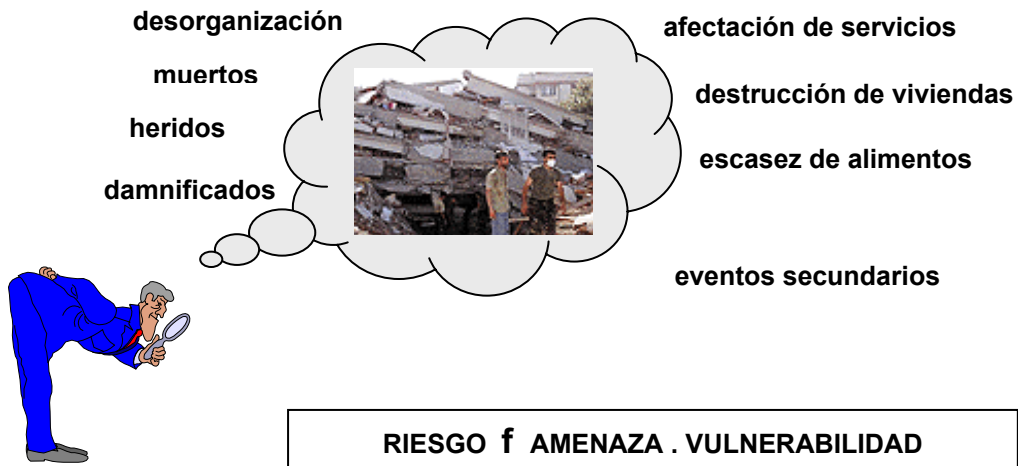 desorganización
muertos
heridos
damnificados
afectación de servicios
destrucción de viviendas
escasez de alimentos
eventos secundarios
RIESGO f AMENAZA . VULNERABILIDAD